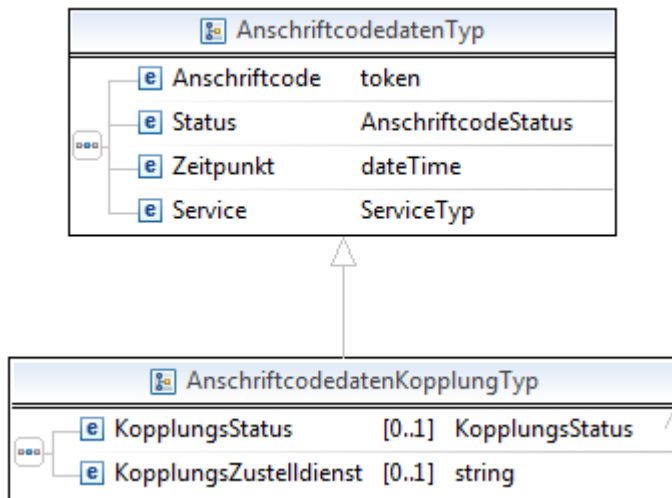 AnschriftcodedatenTyp
e Anschriftcode token
e Status AnschriftcodeStatus
e Zeitpunkt dateTime
e Service ServiceTyp
AnschriftcodedatenKopplungTyp
e KopplungsStatus [0..1] KopplungsStatus
e KopplungsZustelldienst [0..1] string